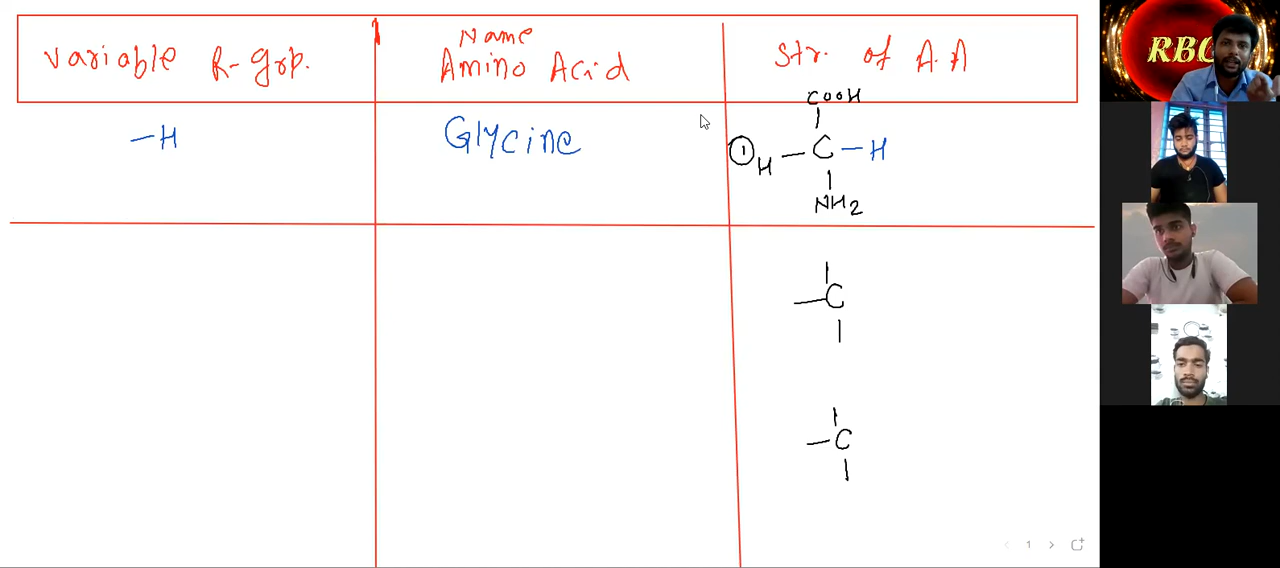 Variable R-grp.
Name
Amino Acid
Str. of A.A
RBC
-H
Glycine
COOH
① H - C - H
NH2
C
C
1